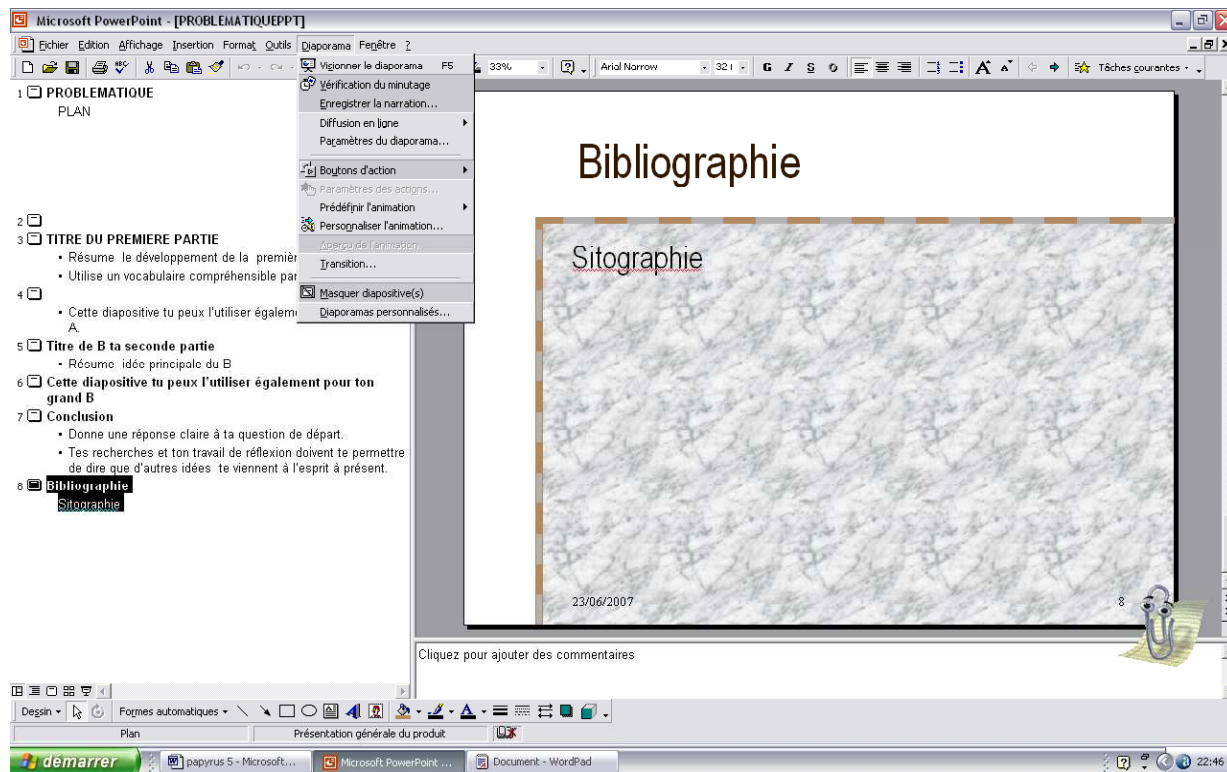 Microsoft PowerPoint - [PROBLEMATIQUEPPT]
Fichier Edition Affichage Insertion Format Outils Diaporama Fenêtre ?
33% Arial Narrow 32 G I S Tâches courantes
Visionner le diaporama F5
Vérification du minutage
Enregistrer la narration...
Diffusion en ligne
Paramètres du diaporama...
Boutons d'action
Paramètres des actions...
Prédéfinir l'animation
Personnaliser l'animation...
Aperçu de l'animation
Transition...
Masquer diapositive(s)
Diaporamas personnalisés...
1 PROBLEMATIQUE
PLAN
2
3 TITRE DU PREMIERE PARTIE
• Résume le développement de la premièr
• Utilise un vocabulaire compréhensible par
4
• Cette diapositive tu peux l'utiliser égaleme
A.
5 Titre de B ta seconde partie
• Résume idée principale du B
6 Cette diapositive tu peux l'utiliser également pour ton
grand B
7 Conclusion
• Donne une réponse claire à ta question de départ.
• Tes recherches et ton travail de réflexion doivent te permettre
de dire que d'autres idées te viennent à l'esprit à présent.
8 Bibliographie
Sitographie
Bibliographie
Sitographie
23/06/2007 8
Cliquez pour ajouter des commentaires
Dessin Formes automatiques
Plan Présentation générale du produit
démarrer papyrus 5 - Microsoft... Microsoft PowerPoint ... Document - WordPad 22:46